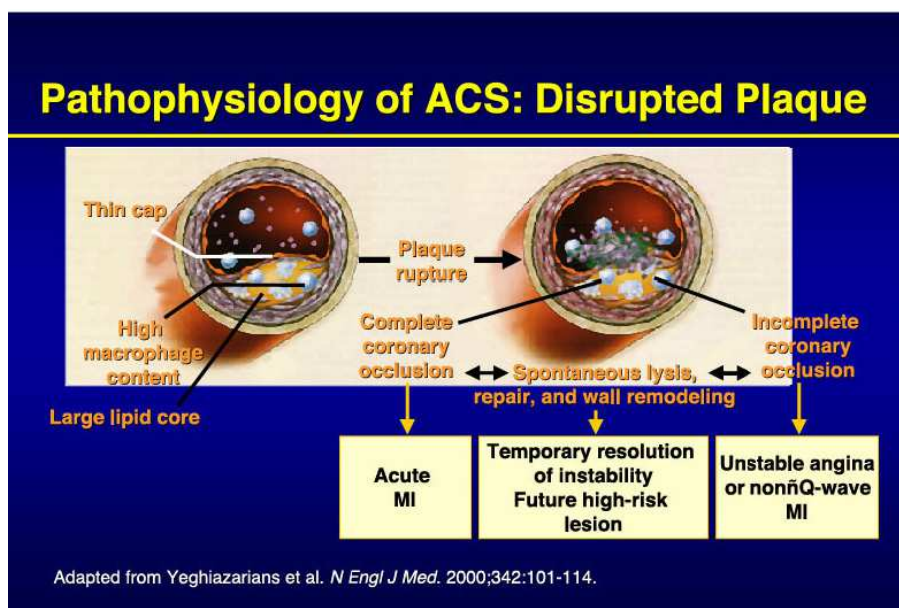 Pathophysiology of ACS: Disrupted Plaque
Thin cap
High
macrophage
content
Large lipid core
Plaque
rupture
Complete
coronary
occlusion
Spontaneous lysis,
repair, and wall remodeling
Incomplete
coronary
occlusion
Acute
MI
Temporary resolution
of instability
Future high-risk
lesion
Unstable angina
or nonñQ-wave
MI
Adapted from Yeghiazarians et al. N Engl J Med. 2000;342:101-114.